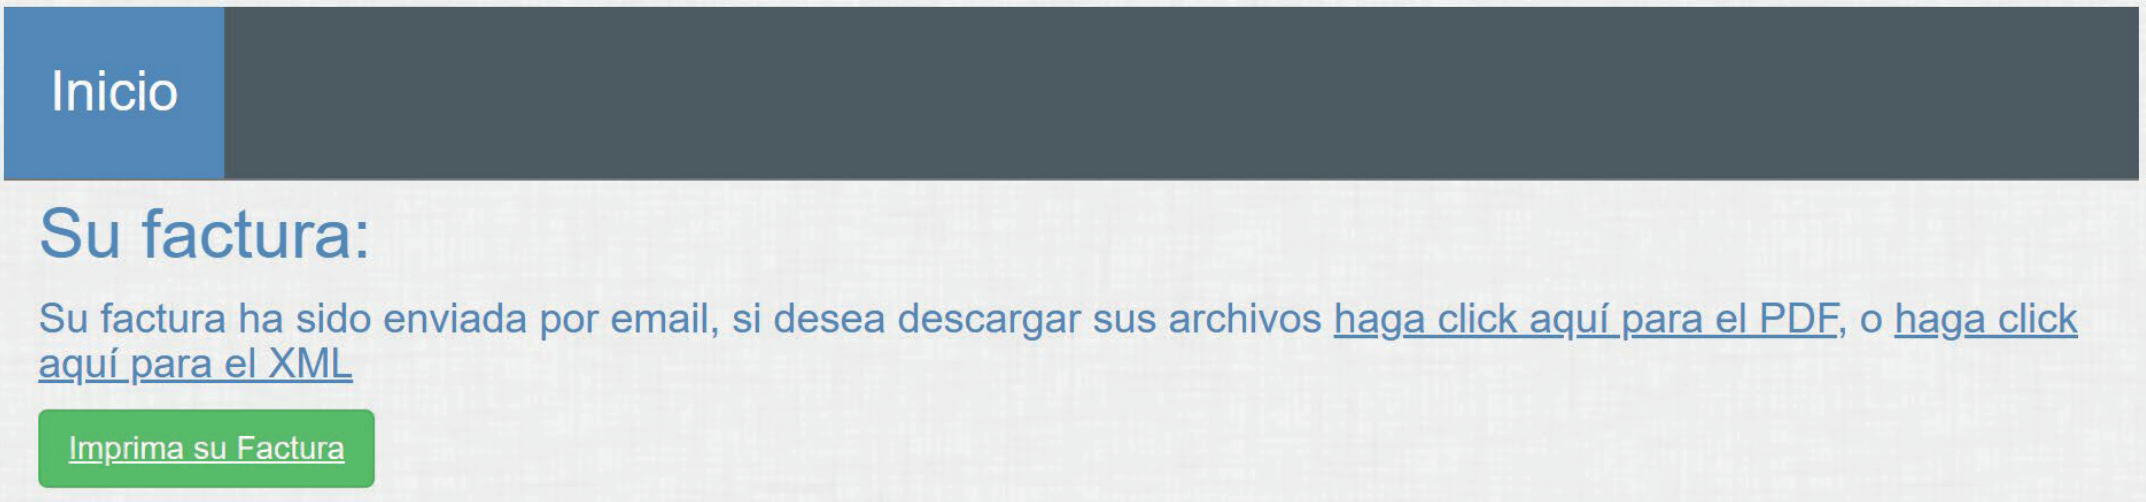 Inicio
Su factura:
Su factura ha sido enviada por email, si desea descargar sus archivos haga click aquí para el PDF, o haga click
aquí para el XML
Imprima su Factura